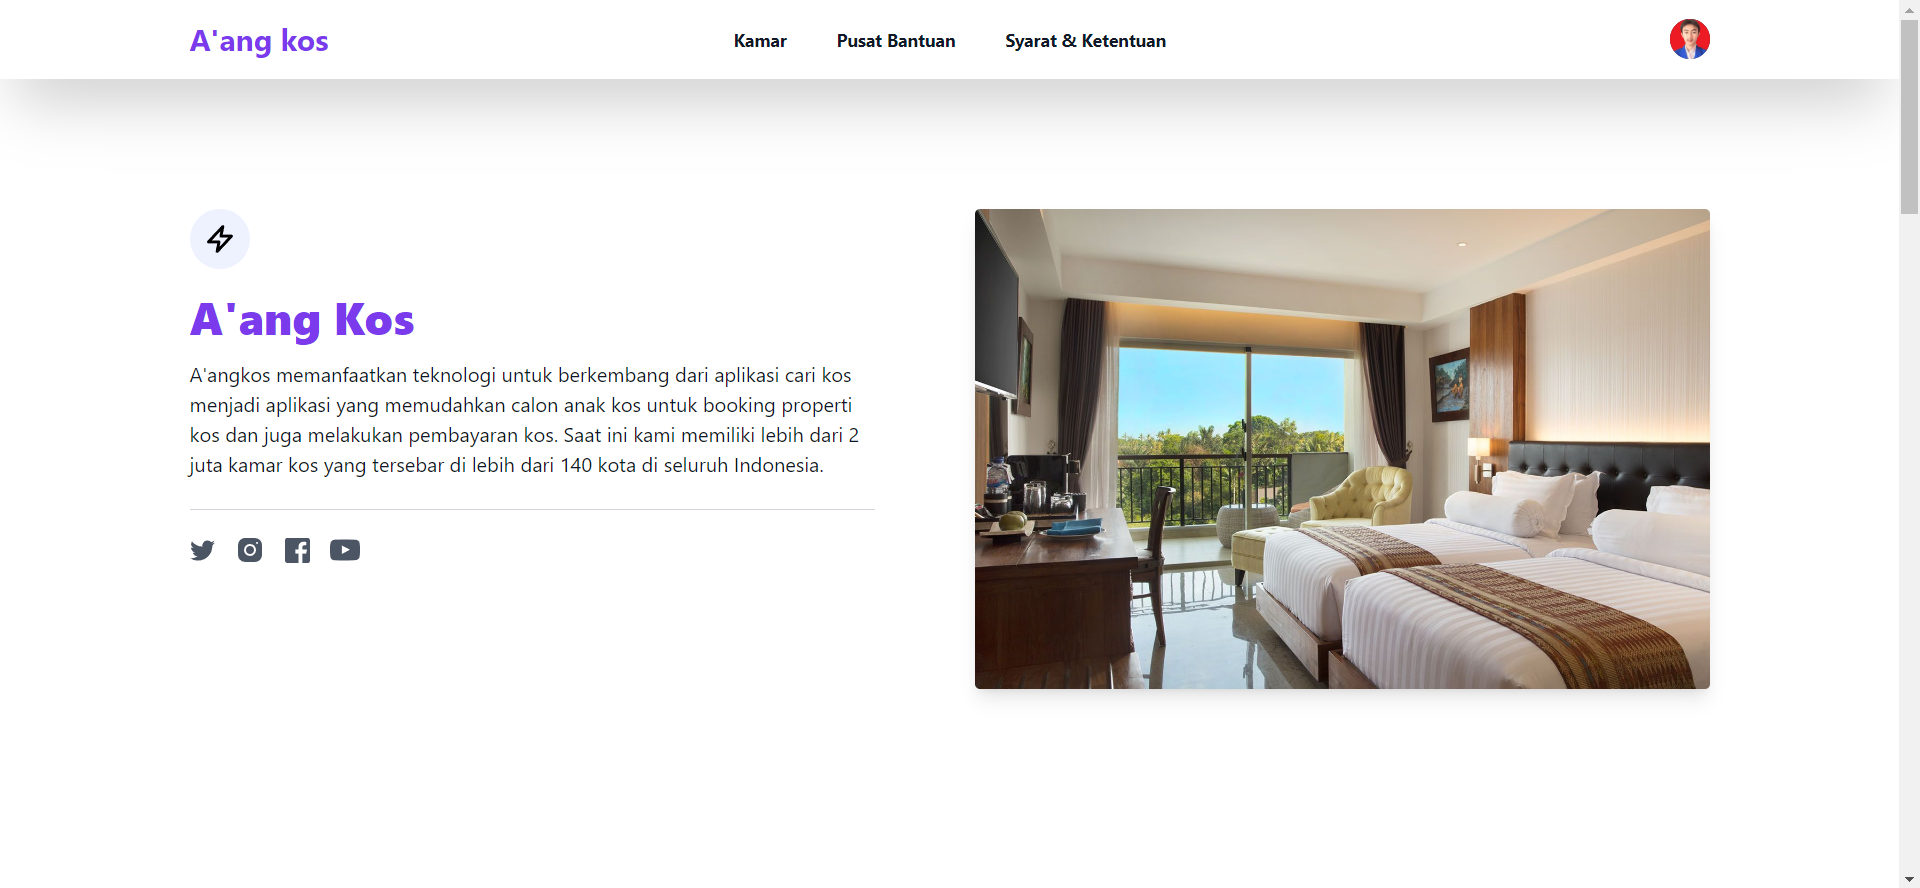 A'ang kos
Kamar
Pusat Bantuan
Syarat & Ketentuan
A'ang Kos
A'angkos memanfaatkan teknologi untuk berkembang dari aplikasi cari kos
menjadi aplikasi yang memudahkan calon anak kos untuk booking properti
kos dan juga melakukan pembayaran kos. Saat ini kami memiliki lebih dari 2
juta kamar kos yang tersebar di lebih dari 140 kota di seluruh Indonesia.